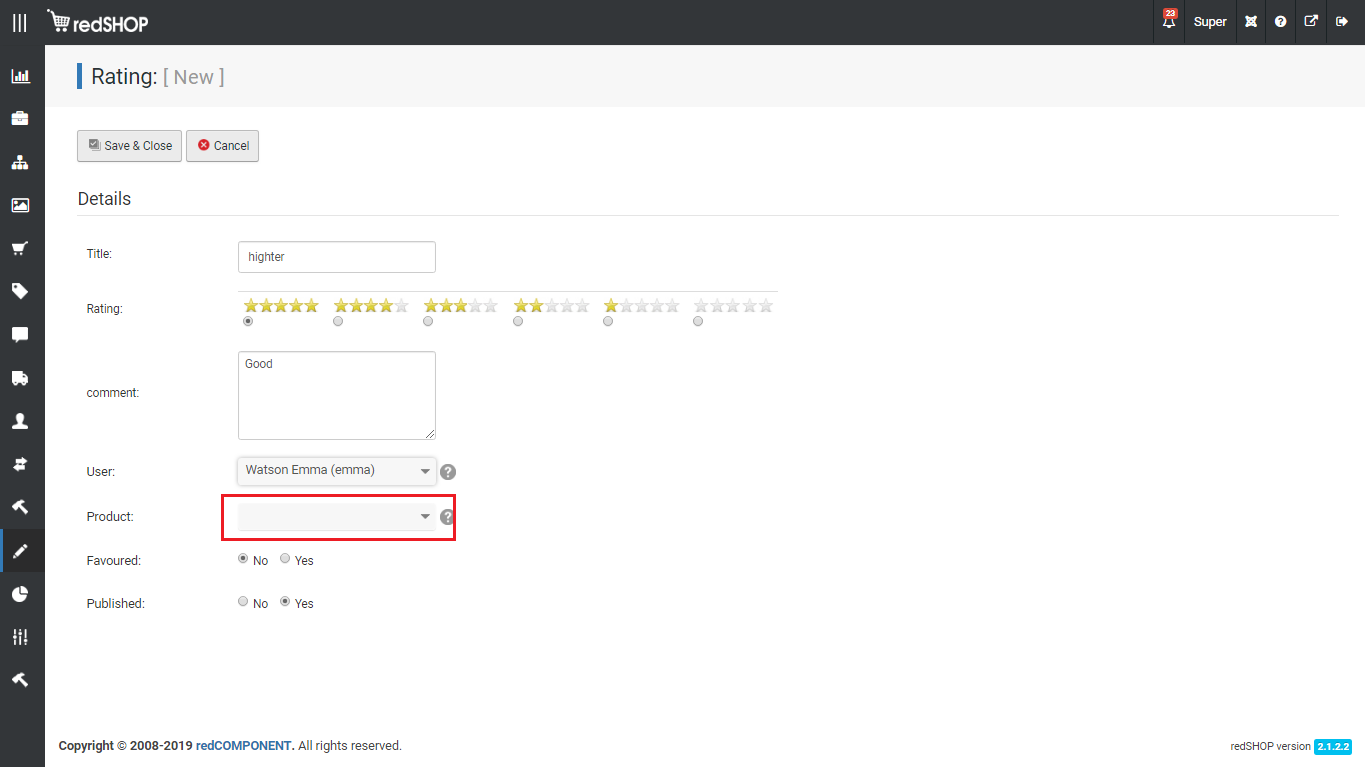 redSHOP
23
Super
Rating: [ New ]
Save & Close
Cancel
Details
Title:
highter
Rating:
comment:
Good
User:
Watson Emma (emma)
Product:
Favoured:
No
Yes
Published:
No
Yes
Copyright © 2008-2019 redCOMPONENT. All rights reserved.
redSHOP version 2.1.2.2